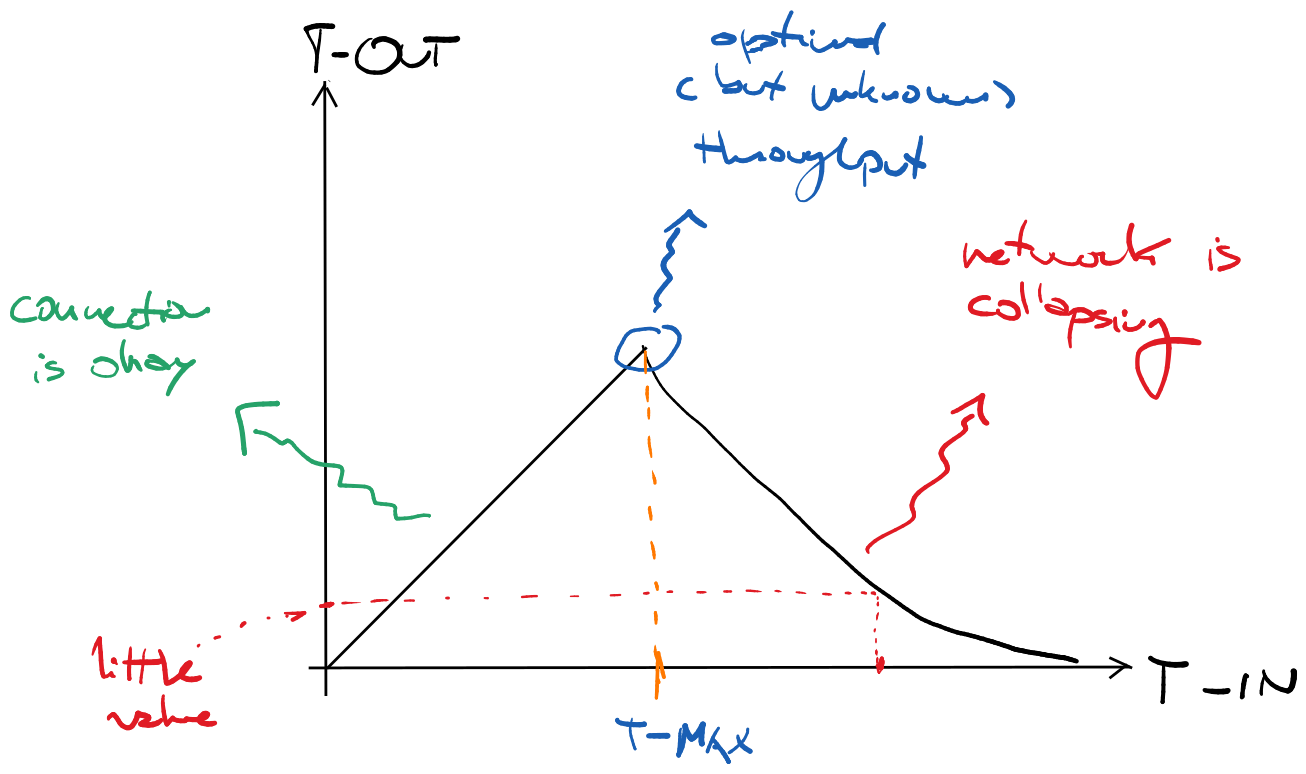 T-OUT
optimal
(but unknown)
throughput
network is
collapsing
connection
is okay
little
value
T-IN
T-MAX